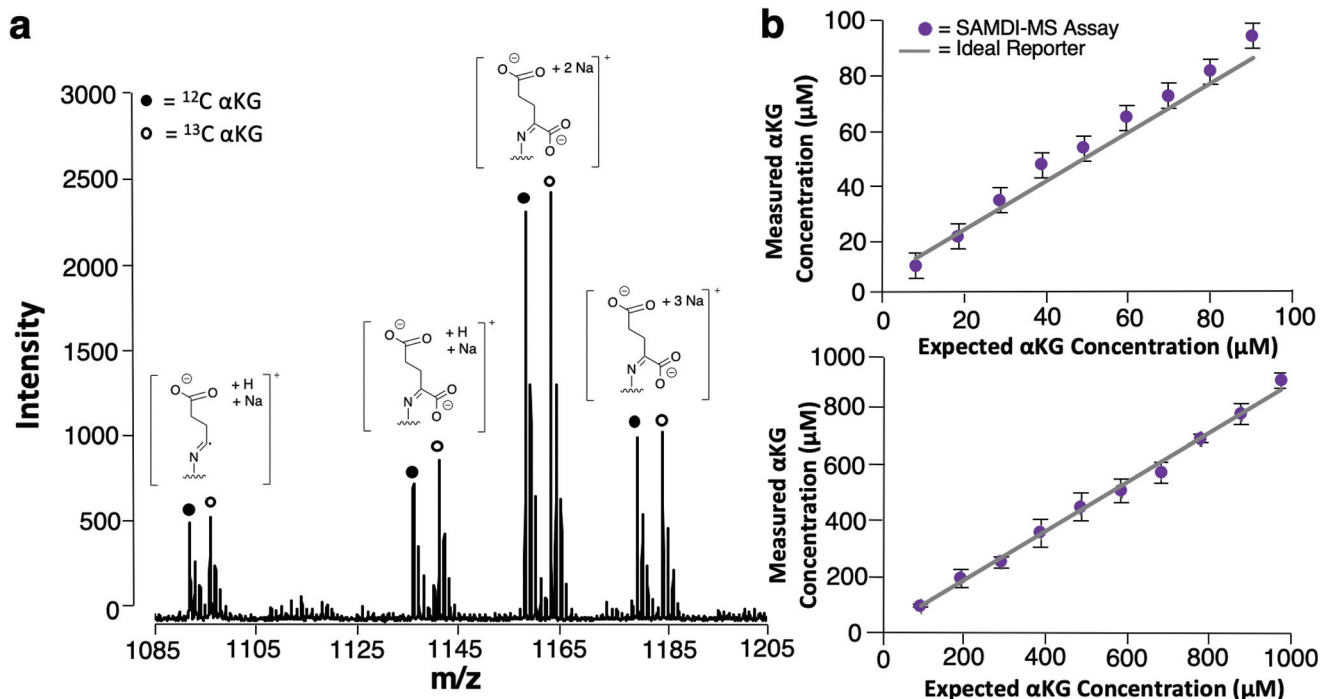 a
● = ¹²C αKG
○ = ¹³C αKG
3000
2500
2000
1500
1000
500
0
Intensity
1085
1105
1125
1145
1165
1185
1205
m/z
O
⊖
O
+ H
+ Na
N
+
O
⊖
O
+ H
+ Na
N
O
O
⊖
+
O
⊖
O
+ 2 Na
N
O
O
⊖
+
O
⊖
O
+ 3 Na
N
O
O
⊖
+
b
● = SAMDI-MS Assay
= Ideal Reporter
Measured αKG
Concentration (µM)
100
80
60
40
20
0
0
20
40
60
80
100
Expected αKG Concentration (µM)
Measured αKG
Concentration (µM)
1000
800
600
400
200
0
0
200
400
600
800
1000
Expected αKG Concentration (µM)